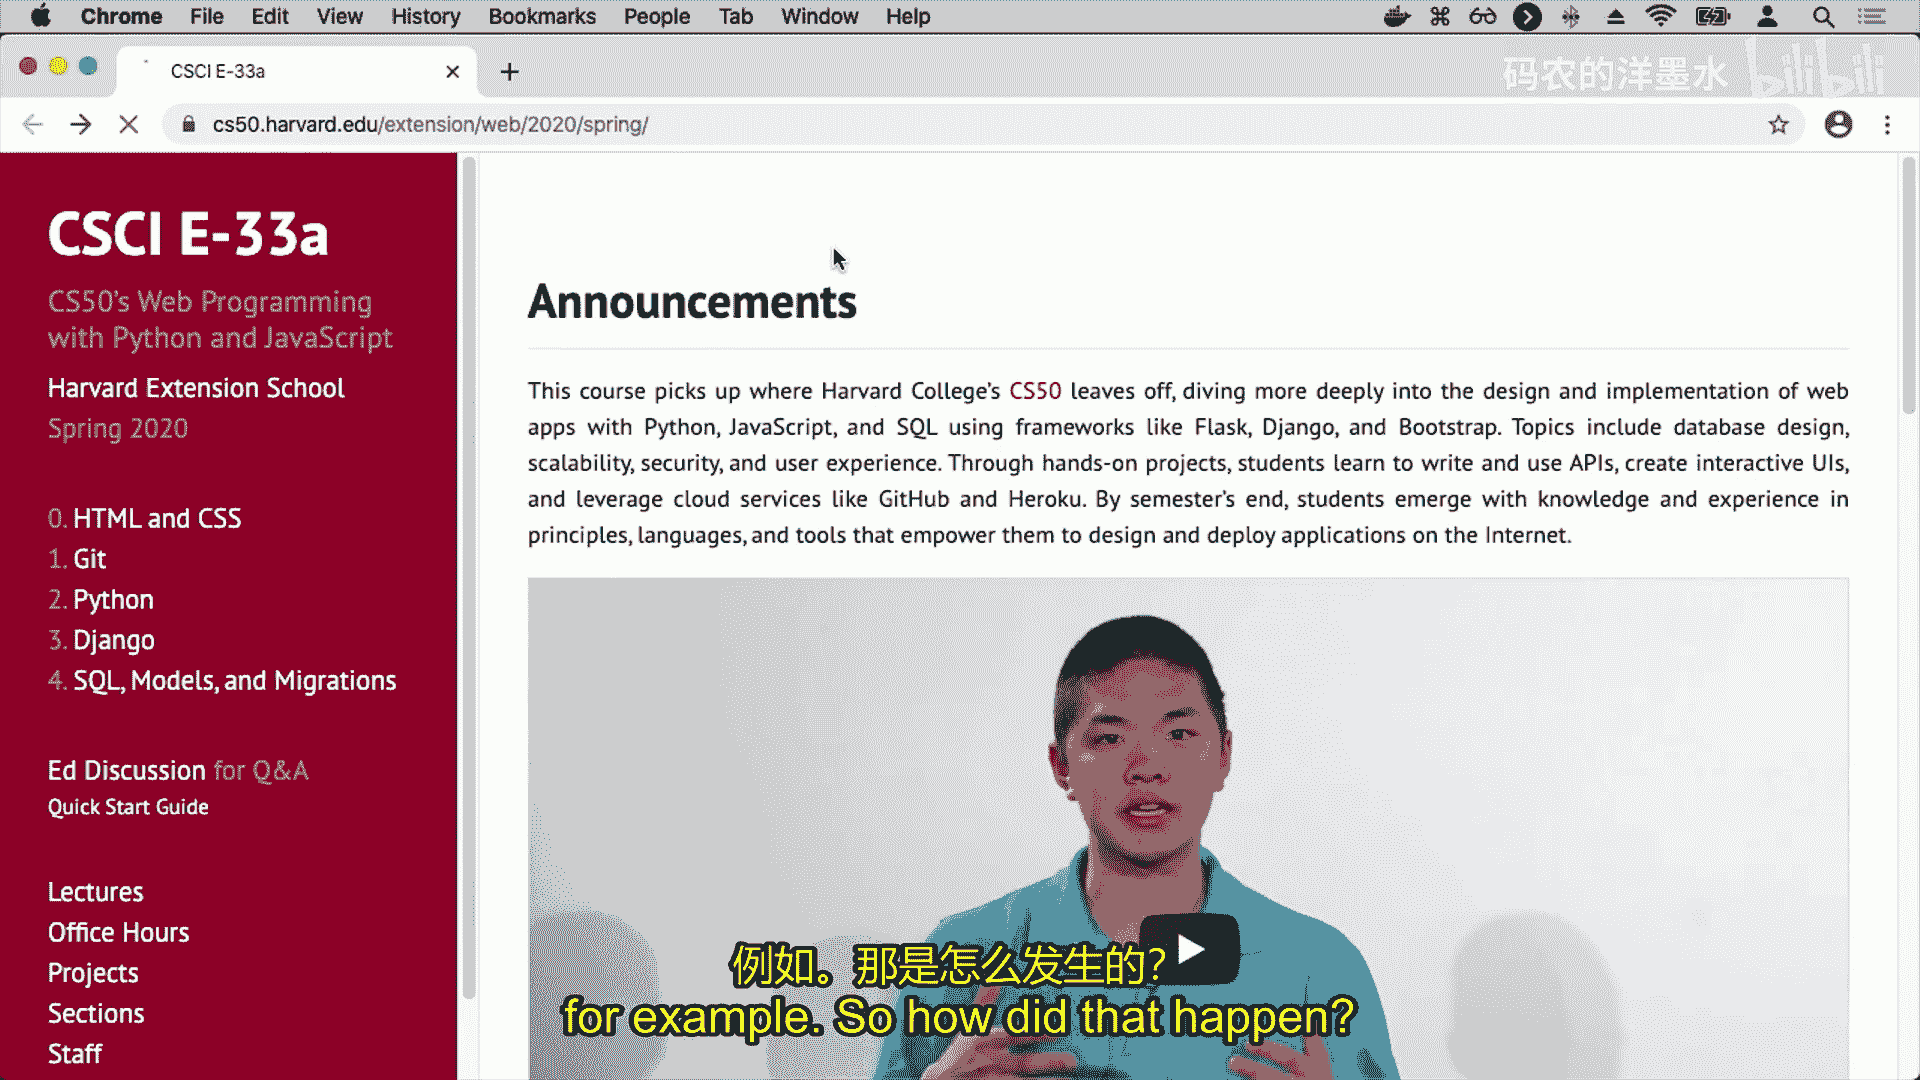 Chrome File Edit View History Bookmarks People Tab Window Help
CSCI E-33a
码农的洋墨水 bilibili
cs50.harvard.edu/extension/web/2020/spring/
CSCI E-33a
CS50's Web Programming
with Python and JavaScript
Harvard Extension School
Spring 2020
0. HTML and CSS
1. Git
2. Python
3. Django
4. SQL, Models, and Migrations
Ed Discussion for Q&A
Quick Start Guide
Lectures
Office Hours
Projects
Sections
Staff
Announcements
This course picks up where Harvard College's CS50 leaves off, diving more deeply into the design and implementation of web
apps with Python, JavaScript, and SQL using frameworks like Flask, Django, and Bootstrap. Topics include database design,
scalability, security, and user experience. Through hands-on projects, students learn to write and use APIs, create interactive UIs,
and leverage cloud services like GitHub and Heroku. By semester's end, students emerge with knowledge and experience in
principles, languages, and tools that empower them to design and deploy applications on the Internet.
例如。那是怎么发生的?
for example. So how did that happen?